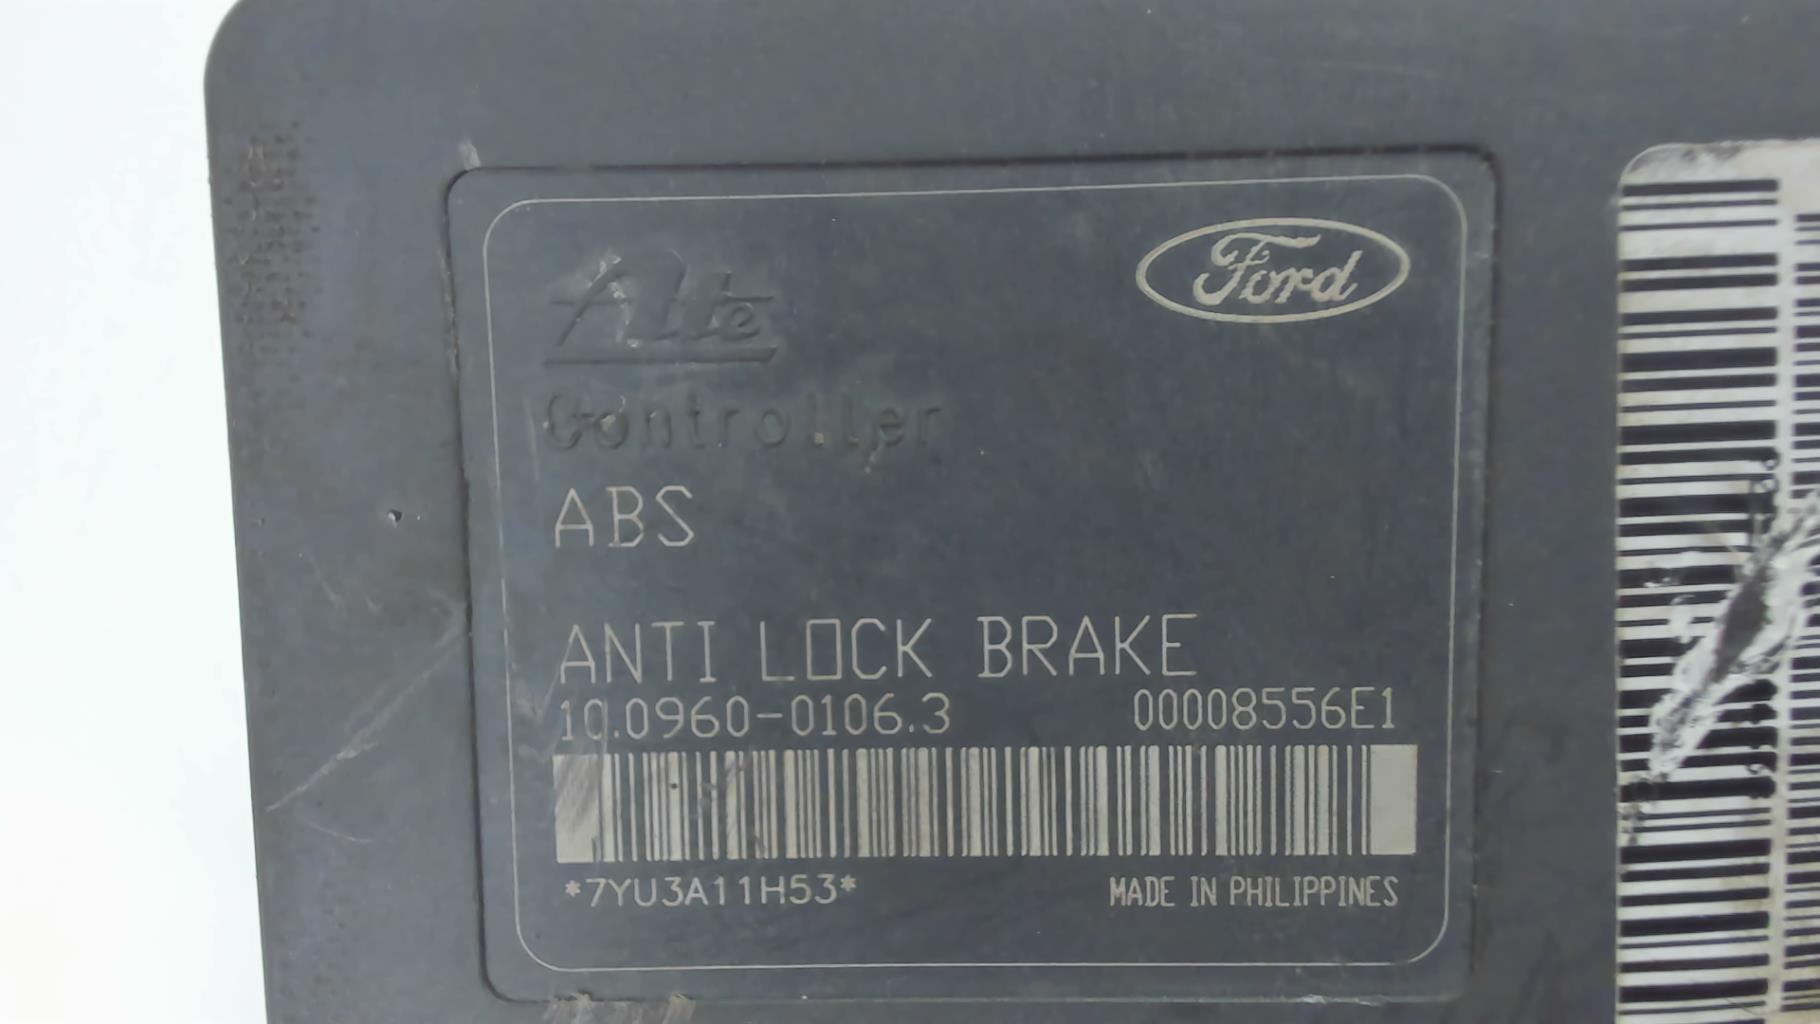 Ate
Ford
Controller
ABS
ANTI LOCK BRAKE
10.0960-0106.3 00008556E1
*7YU3A11H53* MADE IN PHILIPPINES